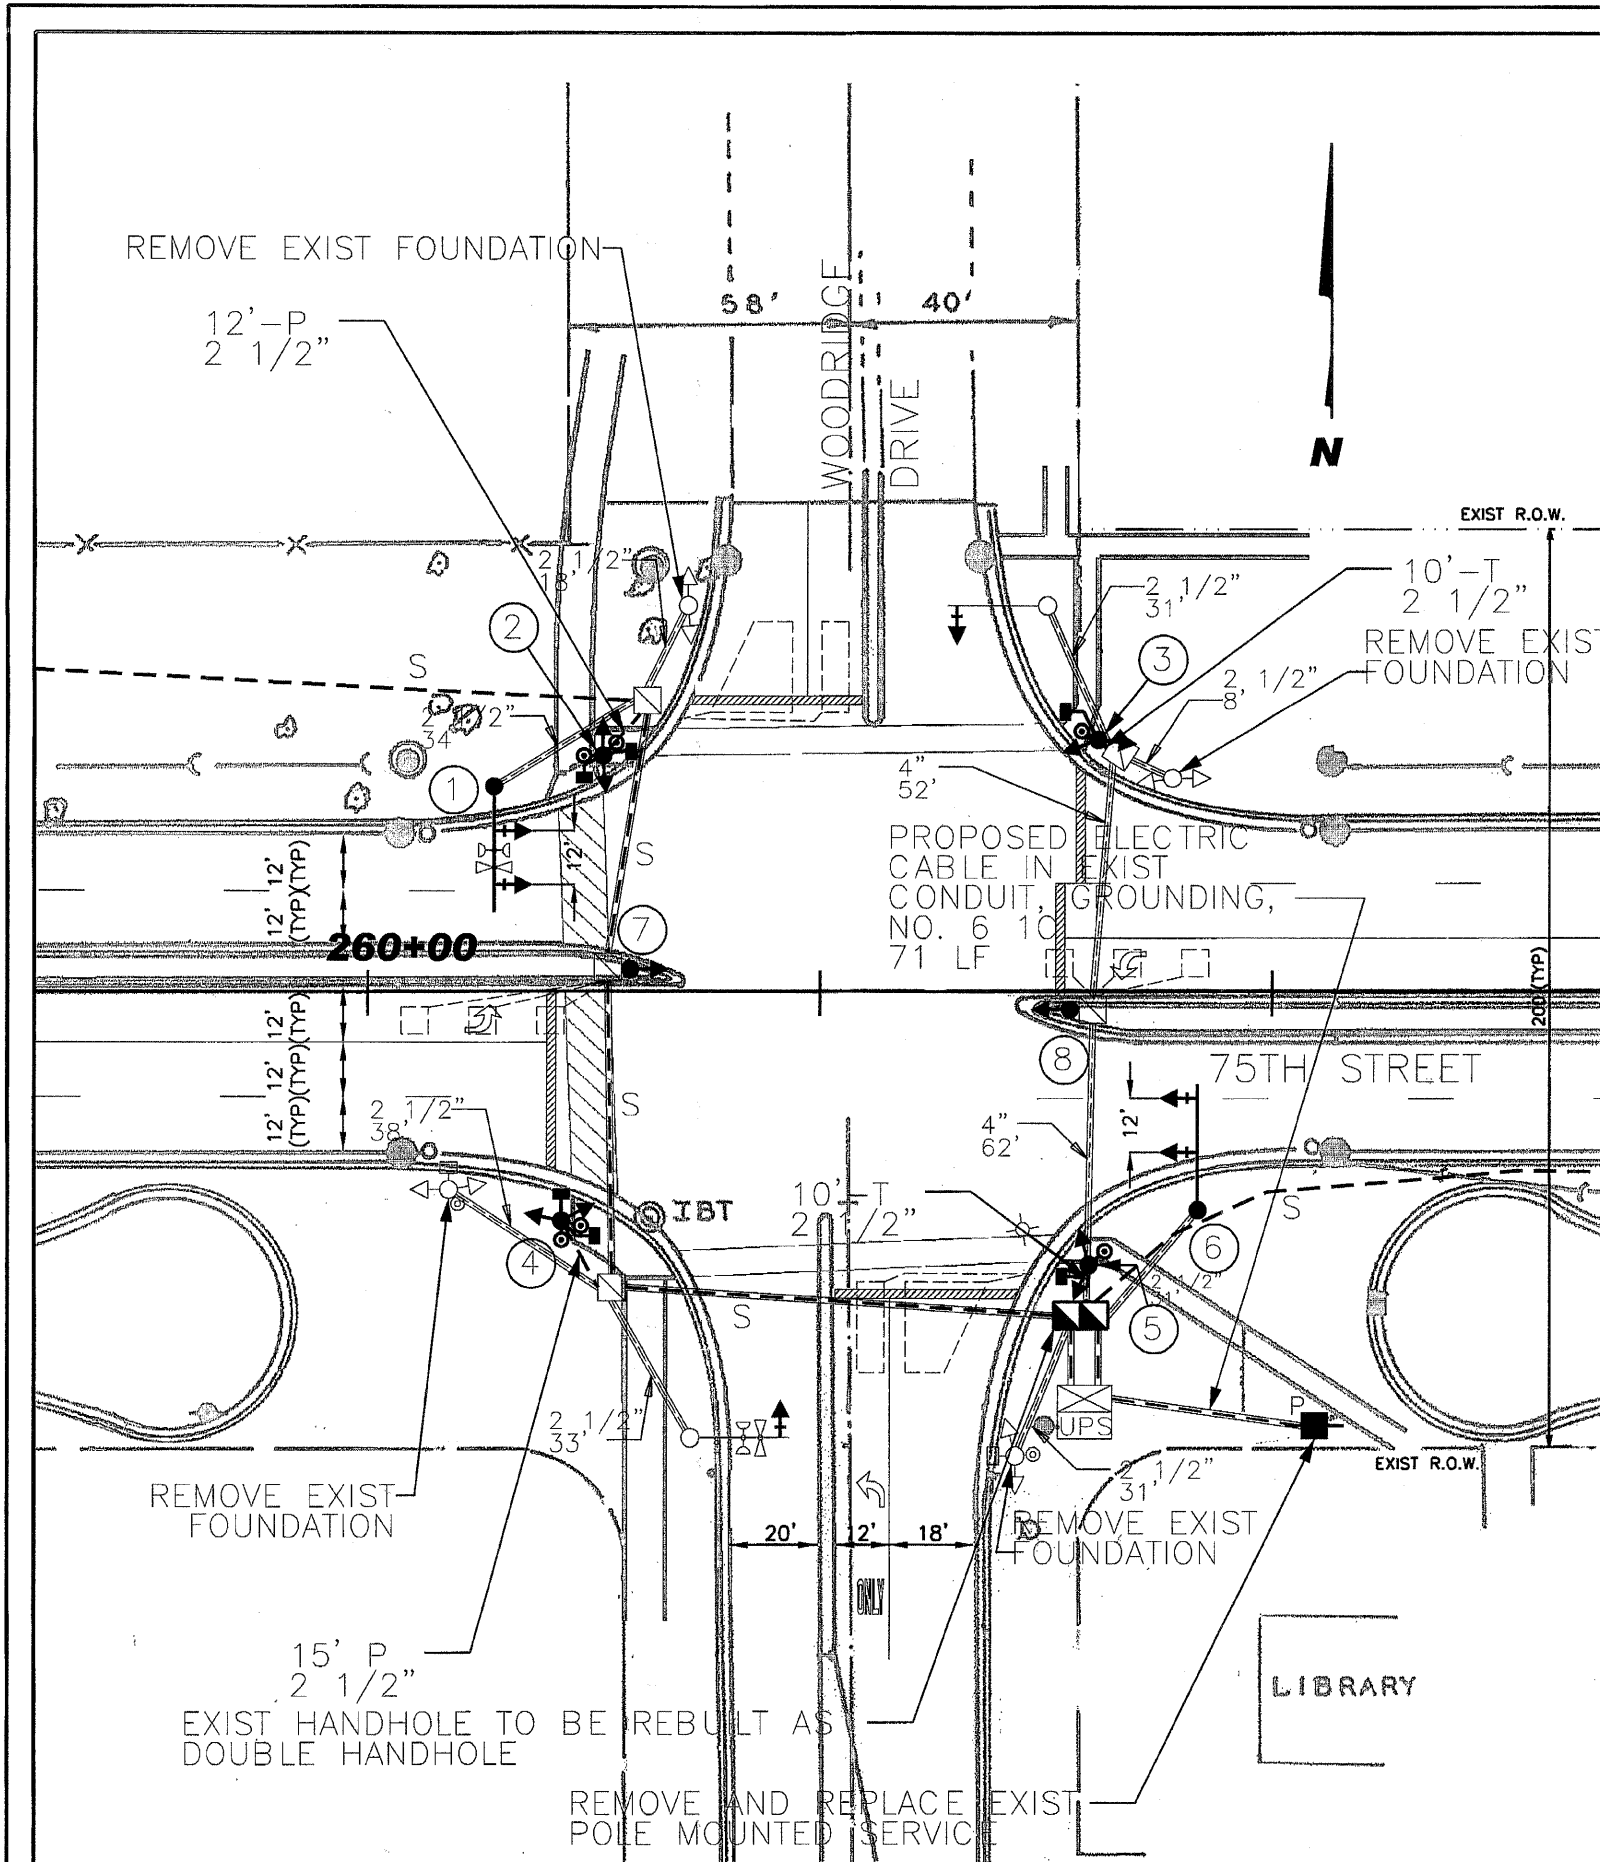 REMOVE EXIST FOUNDATION
12'-P
2 1/2"
58'
40'
WOODRIDGE
DRIVE
N
EXIST R.O.W.
2 1/2"
18'
2
S
2 1/2"
31'
10'-T
2 1/2"
REMOVE EXIST
FOUNDATION
3
2 1/2"
8'
2 1/2"
34'
1
4"
52'
12'
S
PROPOSED ELECTRIC
CABLE IN EXIST
CONDUIT, GROUNDING,
NO. 6 1C
71 LF
12'
(TYP)
12'
(TYP)
260+00
7
200'(TYP)
12'
(TYP)
12'
(TYP)
12'
(TYP)
8
75TH STREET
S
2 1/2"
38'
4"
62'
12'
10'-T
2 1/2"
IBT
S
4
6
2 1/2"
31'
5
S
2 1/2"
33'
UPS
P
EXIST R.O.W.
2 1/2"
31'
REMOVE EXIST
FOUNDATION
REMOVE EXIST
FOUNDATION
20'
12'
18'
ONLY
15' P
2 1/2"
EXIST HANDHOLE TO BE REBUILT AS
DOUBLE HANDHOLE
LIBRARY
REMOVE AND REPLACE EXIST
POLE MOUNTED SERVICE